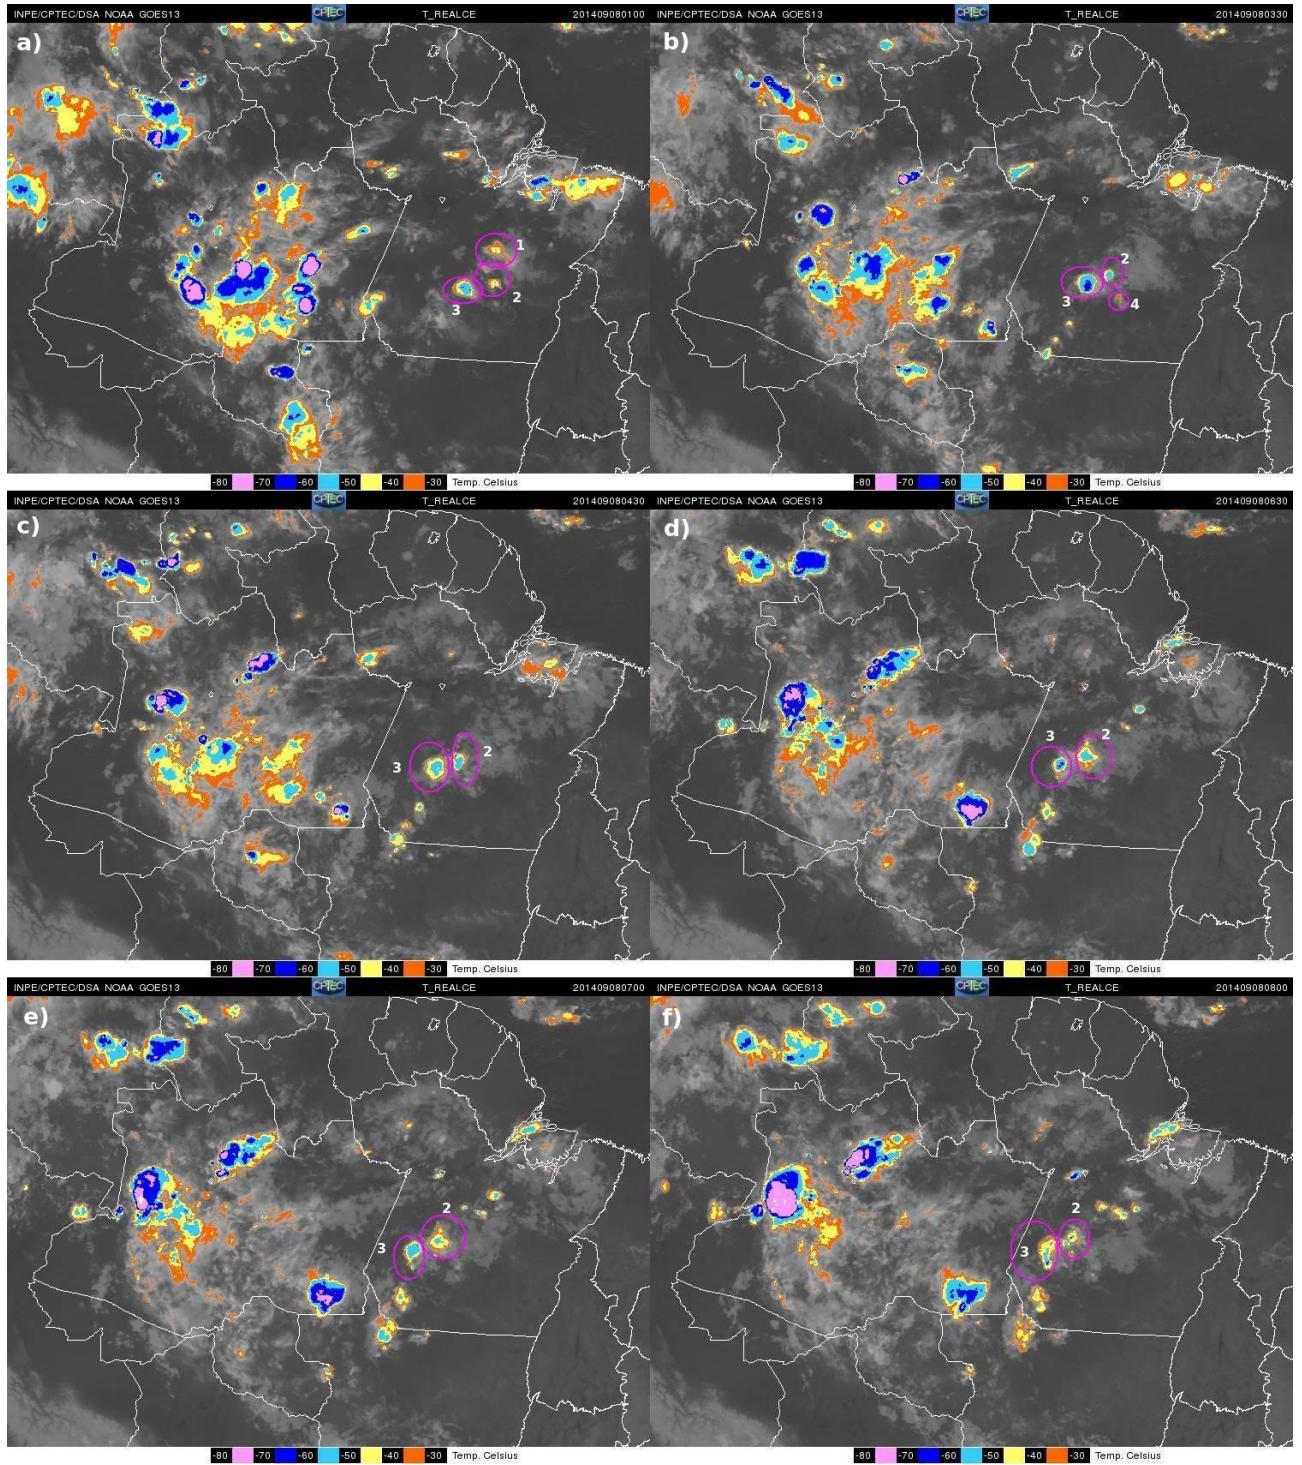 INPE/CPTEC/DSA NOAA GOES13 CPTEC T_REALCE 201409080100
a)
1
2
3
-80 -70 -60 -50 -40 -30 Temp. Celsius
INPE/CPTEC/DSA NOAA GOES13 CPTEC T_REALCE 201409080330
b)
2
3
4
-80 -70 -60 -50 -40 -30 Temp. Celsius
INPE/CPTEC/DSA NOAA GOES13 CPTEC T_REALCE 201409080430
c)
2
3
-80 -70 -60 -50 -40 -30 Temp. Celsius
INPE/CPTEC/DSA NOAA GOES13 CPTEC T_REALCE 201409080630
d)
3
2
-80 -70 -60 -50 -40 -30 Temp. Celsius
INPE/CPTEC/DSA NOAA GOES13 CPTEC T_REALCE 201409080700
e)
2
3
-80 -70 -60 -50 -40 -30 Temp. Celsius
INPE/CPTEC/DSA NOAA GOES13 CPTEC T_REALCE 201409080800
f)
2
3
-80 -70 -60 -50 -40 -30 Temp. Celsius